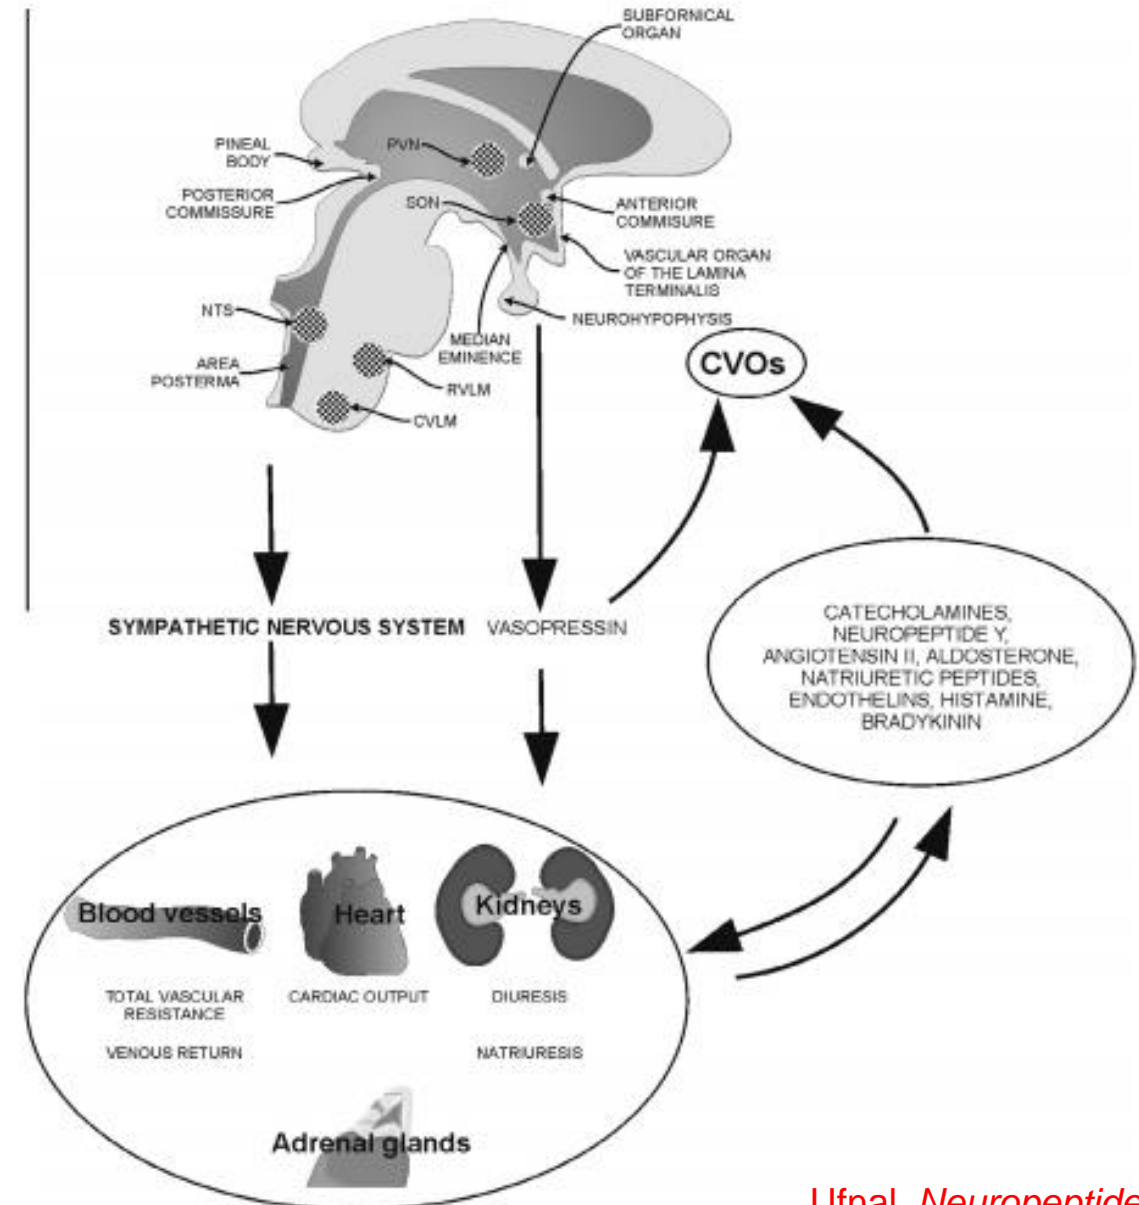 SUBFORNICAL
ORGAN
PINEAL
BODY
PVN
POSTERIOR
COMMISSURE
SON
ANTERIOR
COMMISURE
VASCULAR ORGAN
OF THE LAMINA
TERMINALIS
NTS
NEUROHYPOPHYSIS
MEDIAN
EMINENCE
AREA
POSTERMA
RVLM
CVLM
CVOs
SYMPATHETIC NERVOUS SYSTEM
VASOPRESSIN
CATECHOLAMINES,
NEUROPEPTIDE Y,
ANGIOTENSIN II, ALDOSTERONE,
NATRIURETIC PEPTIDES,
ENDOTHELINS, HISTAMINE,
BRADYKININ
Blood vessels
Heart
Kidneys
TOTAL VASCULAR
RESISTANCE
CARDIAC OUTPUT
DIURESIS
VENOUS RETURN
NATRIURESIS
Adrenal glands